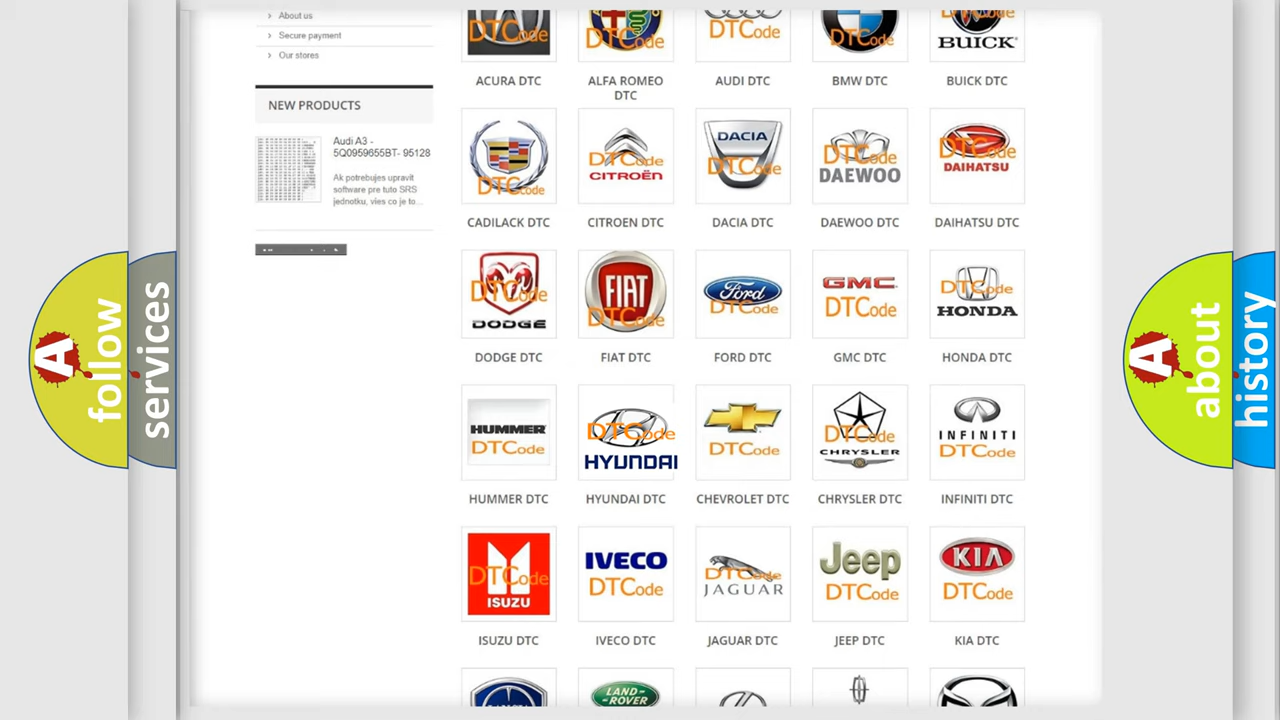 About us
Secure payment
Our stores
NEW PRODUCTS
Audi A3 -
5Q0959655BT- 95128
Ak potrebujes upravit
software pre tuto SRS
jednotku, vies co je to...
DTCode
DTCode
DTCode
DTCode
BUICK
ACURA DTC
ALFA ROMEO
DTC
AUDI DTC
BMW DTC
BUICK DTC
DTCode
DTCode
CITROËN
DACIA
DTCode
DTCode
DAEWOO
DTCode
DAIHATSU
CADILACK DTC
CITROEN DTC
DACIA DTC
DAEWOO DTC
DAIHATSU DTC
DTCode
DODGE
FIAT
DTCode
Ford
DTCode
GMC
DTCode
DTCode
HONDA
DODGE DTC
FIAT DTC
FORD DTC
GMC DTC
HONDA DTC
HUMMER
DTCode
DTCode
HYUNDAI
DTCode
DTCode
CHRYSLER
INFINITI
DTCode
HUMMER DTC
HYUNDAI DTC
CHEVROLET DTC
CHRYSLER DTC
INFINITI DTC
DTCode
ISUZU
IVECO
DTCode
DTCode
JAGUAR
Jeep
DTCode
KIA
DTCode
ISUZU DTC
IVECO DTC
JAGUAR DTC
JEEP DTC
KIA DTC
LAND-
ROVER
A
follow
services
A
about
history